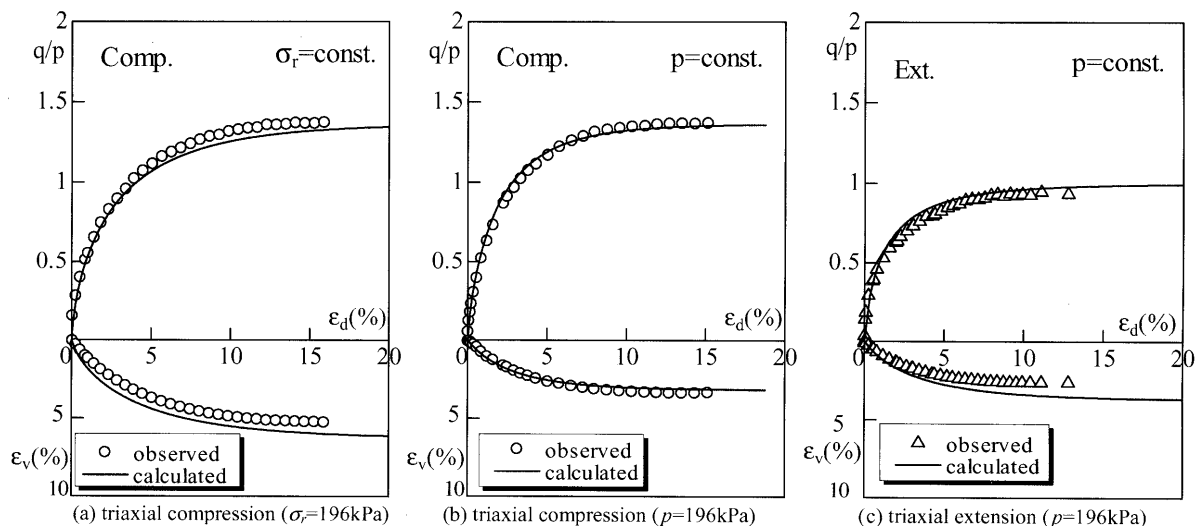 2
q/p
Comp.
σr=const.
1.5
1
0.5
εd(%)
0
5
10
15
20
5
εv(%)
10
observed
calculated
(a) triaxial compression (σr=196kPa)
2
q/p
Comp.
p=const.
1.5
1
0.5
εd(%)
0
5
10
15
20
5
εv(%)
10
observed
calculated
(b) triaxial compression (p=196kPa)
2
q/p
Ext.
p=const.
1.5
1
0.5
εd(%)
0
5
10
15
20
5
εv(%)
10
observed
calculated
(c) triaxial extension (p=196kPa)